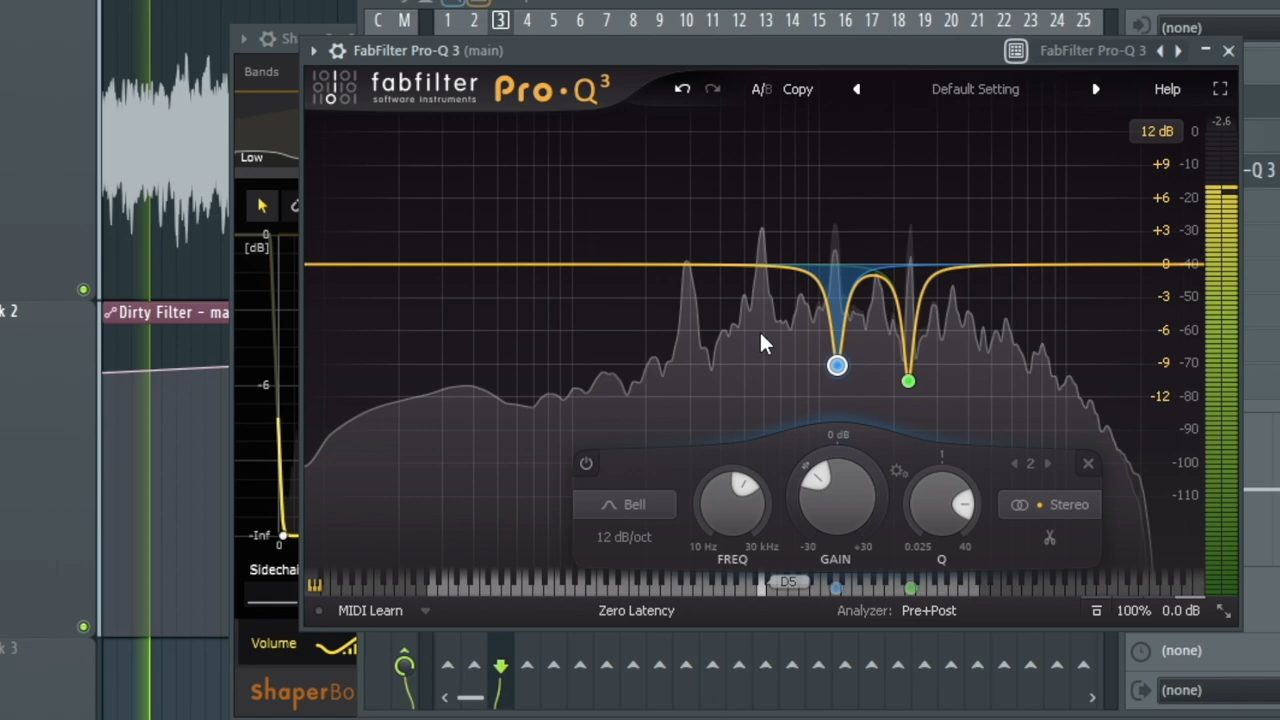 C M 1 2 3 4 5 6 7 8 9 10 11 12 13 14 15 16 17 18 19 20 21 22 23 24 25
(none)
FabFilter Pro-Q 3 (main)
FabFilter Pro-Q 3
Bands
fabfilter
software instruments
Pro·Q3
A/B Copy
Default Setting
Help
-2.6
12 dB 0
+9 -10
-Q 3
Low
+6 -20
+3 -30
0
[dB]
0 -40
-3 -50
k 2
Dirty Filter - ma
-6 -60
-9 -70
-6
-12 -80
-90
0 dB
1
2
-100
-110
Bell
Stereo
12 dB/oct
-Inf
0
10 Hz 30 kHz
-30 +30
0.025 40
FREQ
GAIN
Q
Sidechai
D5
MIDI Learn
Zero Latency
Analyzer: Pre+Post
100% 0.0 dB
k 3
Volume
(none)
ShaperBo
(none)